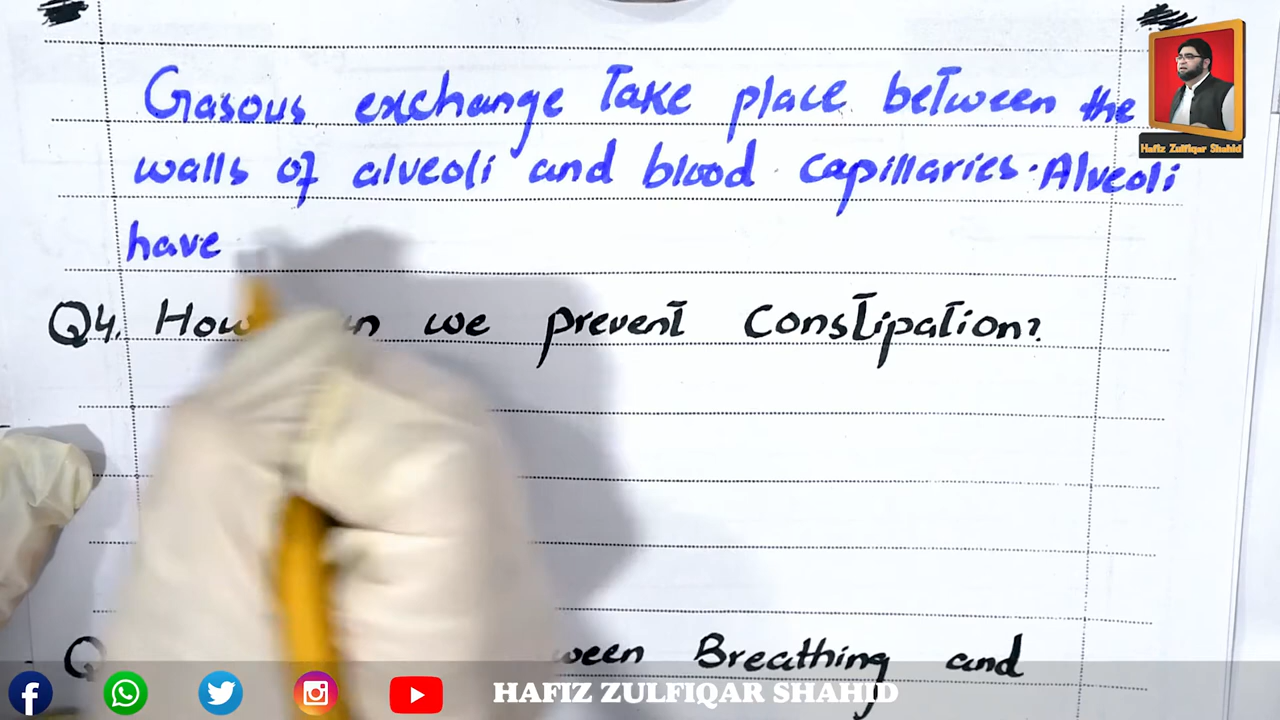 Gasous exchange Take place between the
walls of alveoli and blood capillaries. Alveoli
have
Hafiz Zulfiqar Shahid
Q4. How we prevent Constipation?
Breathing and
HAFIZ ZULFIQAR SHAHID